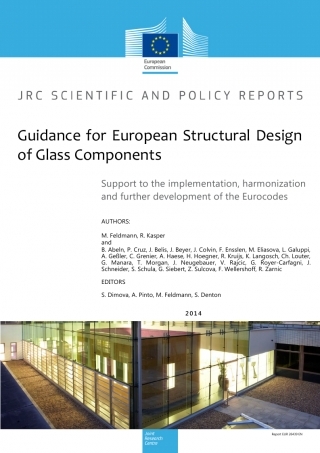 European
Commission
JRC SCIENTIFIC AND POLICY REPORTS
Guidance for European Structural Design
of Glass Components
Support to the implementation, harmonization
and further development of the Eurocodes
AUTHORS:
M. Feldmann, R. Kasper
and
B. Abeln, P. Cruz, J. Belis, J. Beyer, J. Colvin, F. Ensslen, M. Eliasova, L. Galuppi,
A. Geßler, C. Grenier, A. Haese, H. Hoegner, R. Kruijs, K. Langosch, Ch. Louter,
G. Manara, T. Morgan, J. Neugebauer, V. Rajcic, G. Royer-Carfagni, J.
Schneider, S. Schula, G. Siebert, Z. Sulcova, F. Wellershoff, R. Zarnic
EDITORS
S. Dimova, A. Pinto, M. Feldmann, S. Denton
2014
Joint
Research
Centre